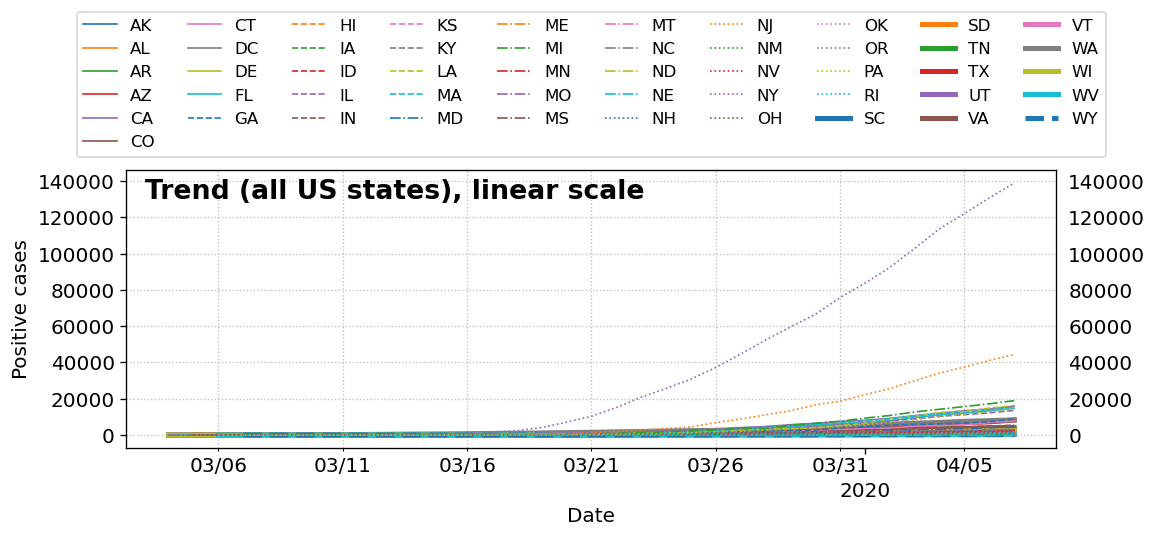 AK CT HI KS ME MT NJ OK SD VT
AL DC IA KY MI NC NM OR TN WA
AR DE ID LA MN ND NV PA TX WI
AZ FL IL MA MO NE NY RI UT WV
CA GA IN MD MS NH OH SC VA WY
CO
Trend (all US states), linear scale
140000 140000
120000 120000
100000 100000
80000 80000
60000 60000
40000 40000
20000 20000
0 0
Positive cases
03/06 03/11 03/16 03/21 03/26 03/31 04/05
2020
Date